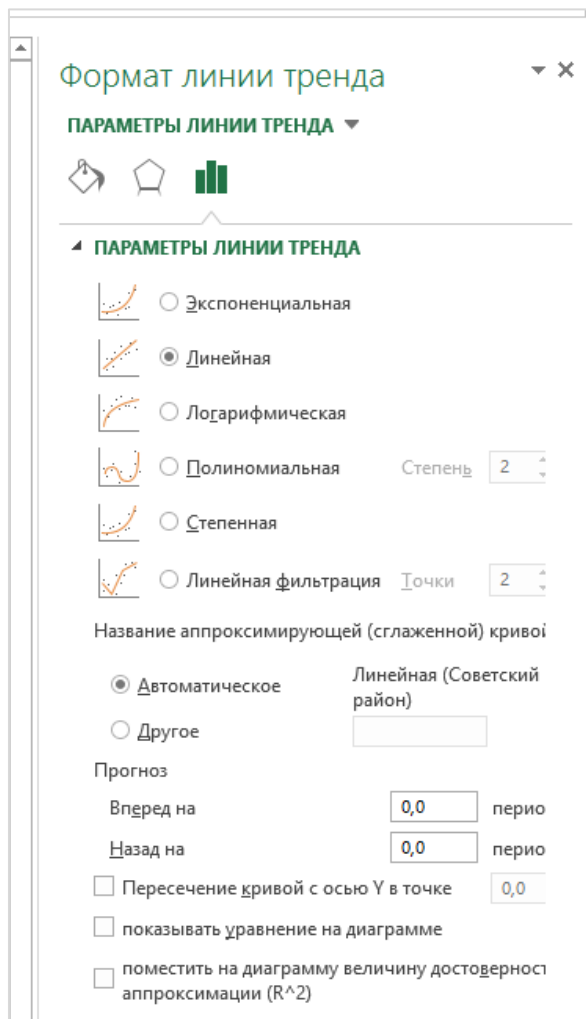 Формат линии тренда
ПАРАМЕТРЫ ЛИНИИ ТРЕНДА
ПАРАМЕТРЫ ЛИНИИ ТРЕНДА
Экспоненциальная
Линейная
Логарифмическая
Полиномиальная Степень 2
Степенная
Линейная фильтрация Точки 2
Название аппроксимирующей (сглаженной) кривой
Автоматическое Линейная (Советский
район)
Другое
Прогноз
Вперед на 0,0 перио
Назад на 0,0 перио
Пересечение кривой с осью Y в точке 0,0
показывать уравнение на диаграмме
поместить на диаграмму величину достоверност
аппроксимации (R^2)